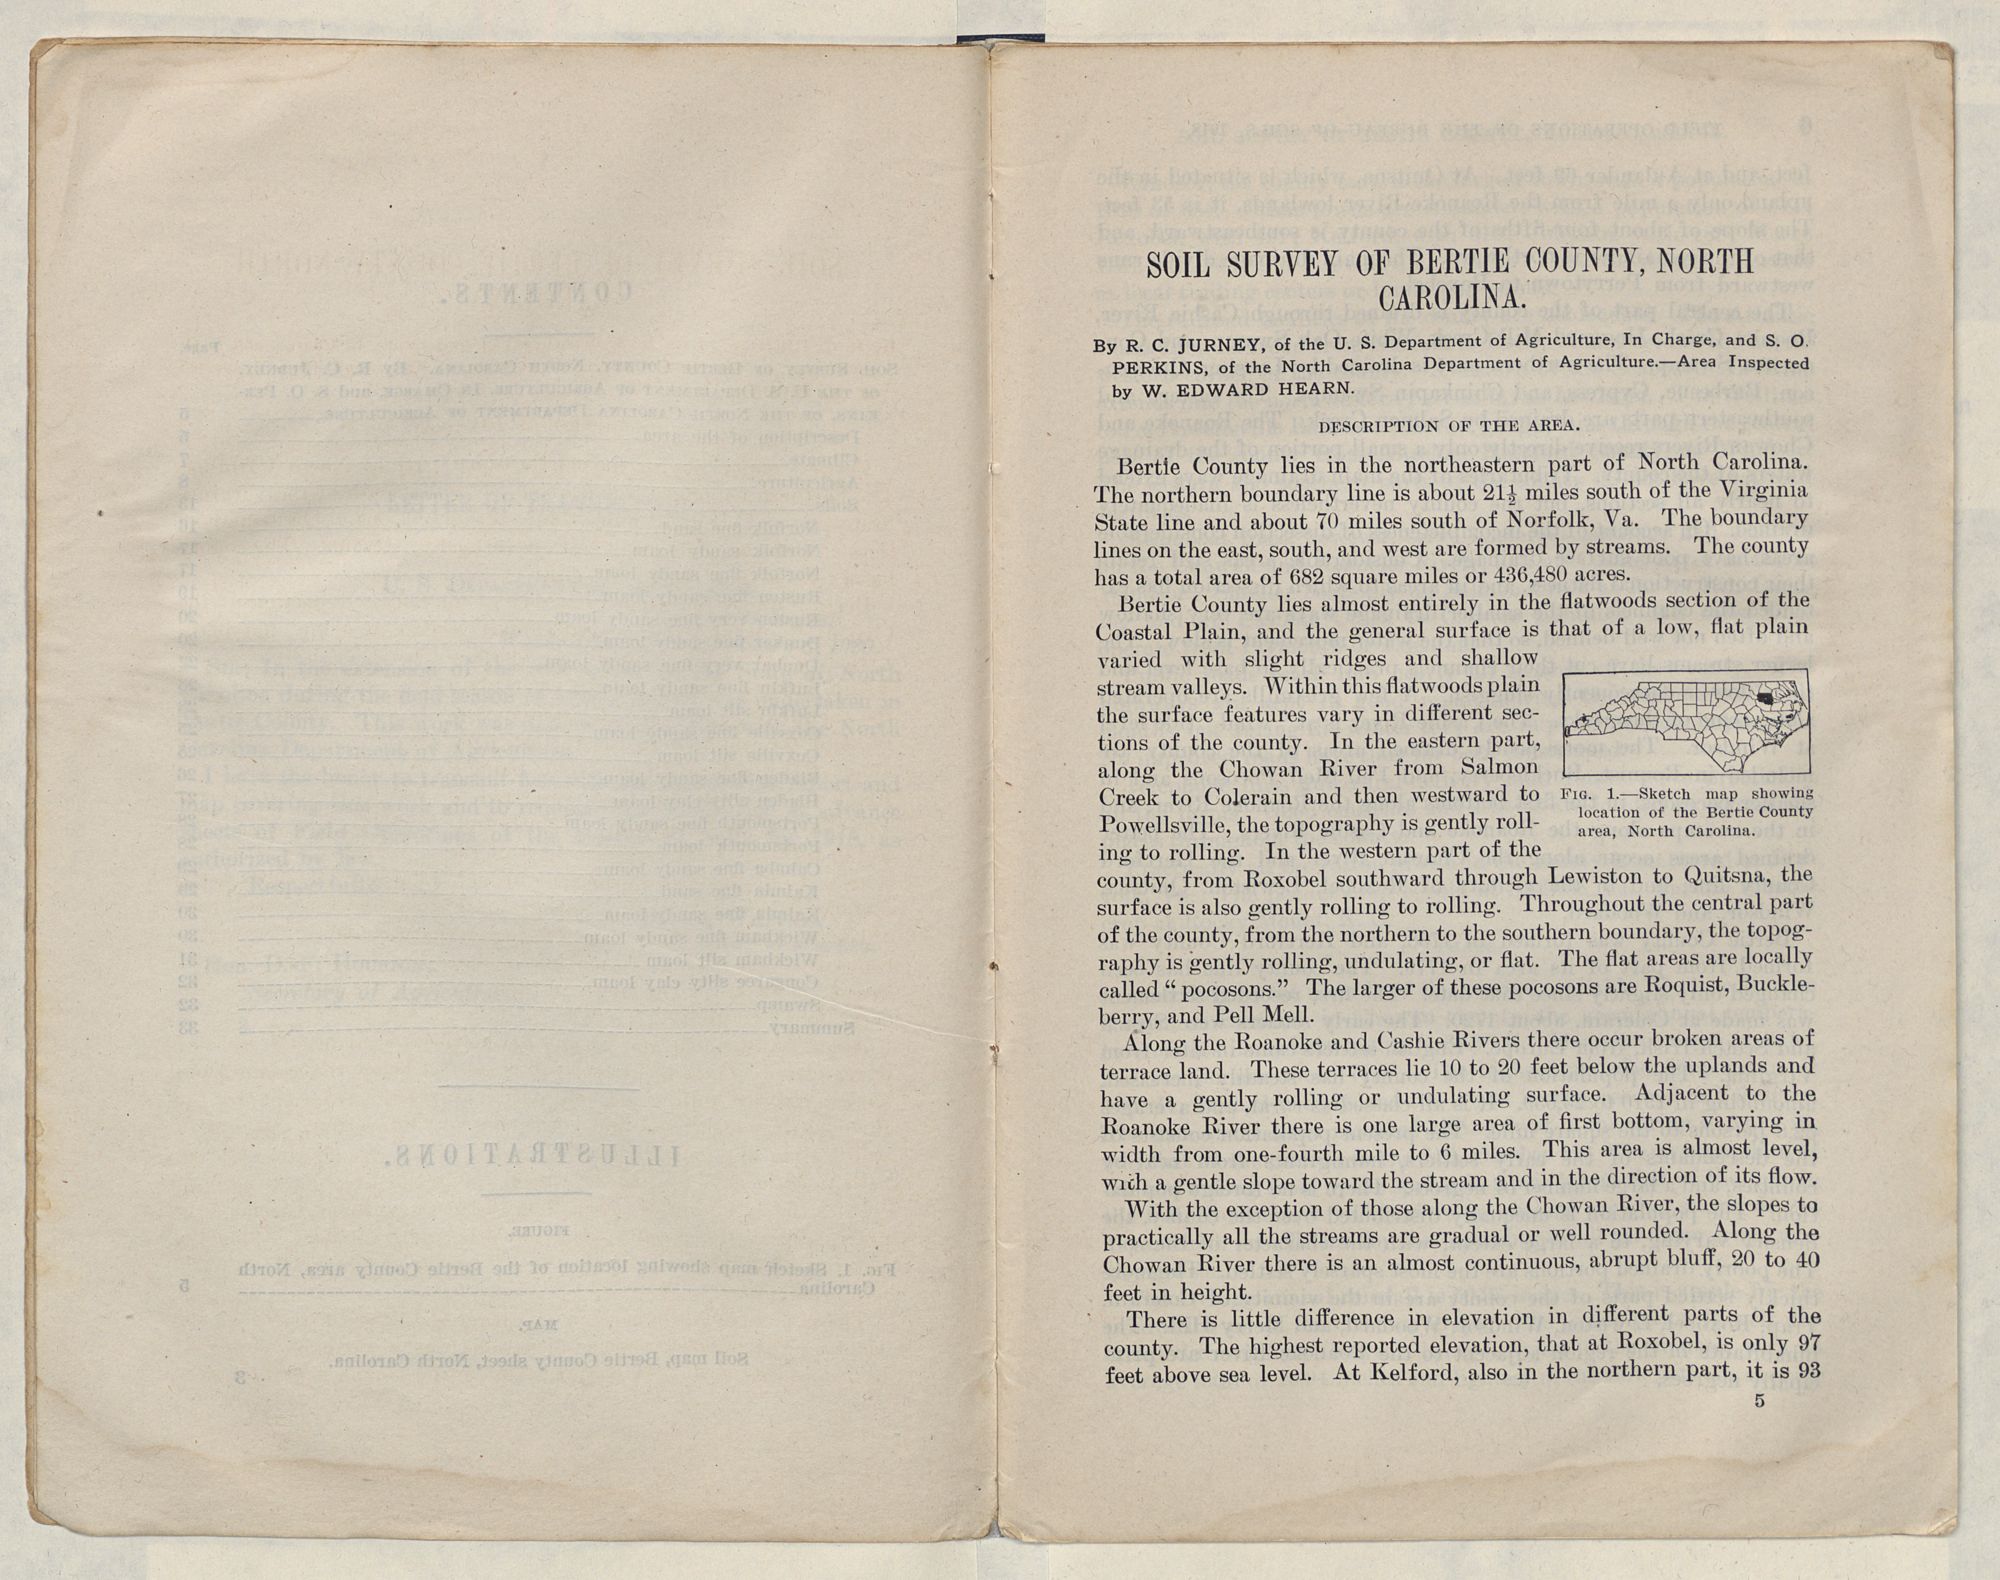 SOIL SURVEY OF BERTIE COUNTY, NORTH
CAROLINA.
By R. C. JURNEY, of the U. S. Department of Agriculture, In Charge, and S. O.
PERKINS, of the North Carolina Department of Agriculture.—Area Inspected
by W. EDWARD HEARN.
DESCRIPTION OF THE AREA.
Bertie County lies in the northeastern part of North Carolina.
The northern boundary line is about 21½ miles south of the Virginia
State line and about 70 miles south of Norfolk, Va. The boundary
lines on the east, south, and west are formed by streams. The county
has a total area of 682 square miles or 436,480 acres.
Bertie County lies almost entirely in the flatwoods section of the
Coastal Plain, and the general surface is that of a low, flat plain
varied with slight ridges and shallow
stream valleys. Within this flatwoods plain
the surface features vary in different sec-
tions of the county. In the eastern part,
along the Chowan River from Salmon
Creek to Colerain and then westward to
Powellsville, the topography is gently roll-
ing to rolling. In the western part of the
FIG. 1.—Sketch map showing
location of the Bertie County
area, North Carolina.
county, from Roxobel southward through Lewiston to Quitsna, the
surface is also gently rolling to rolling. Throughout the central part
of the county, from the northern to the southern boundary, the topog-
raphy is gently rolling, undulating, or flat. The flat areas are locally
called “ pocosons.” The larger of these pocosons are Roquist, Buckle-
berry, and Pell Mell.
Along the Roanoke and Cashie Rivers there occur broken areas of
terrace land. These terraces lie 10 to 20 feet below the uplands and
have a gently rolling or undulating surface. Adjacent to the
Roanoke River there is one large area of first bottom, varying in
width from one-fourth mile to 6 miles. This area is almost level,
with a gentle slope toward the stream and in the direction of its flow.
With the exception of those along the Chowan River, the slopes to
practically all the streams are gradual or well rounded. Along the
Chowan River there is an almost continuous, abrupt bluff, 20 to 40
feet in height.
There is little difference in elevation in different parts of the
county. The highest reported elevation, that at Roxobel, is only 97
feet above sea level. At Kelford, also in the northern part, it is 93
5